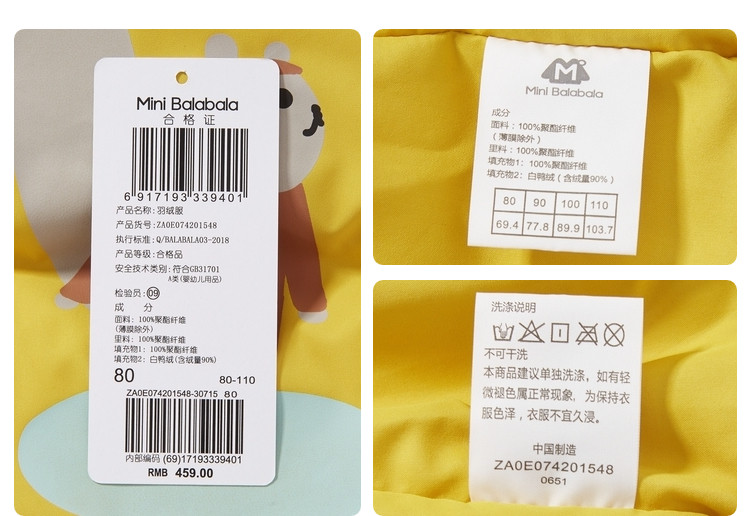 Mini Balabala
合格证
6 917193 339401
产品名称: 羽绒服
产品货号: ZA0E074201548
执行标准: Q/BALABALA03-2018
产品等级: 合格品
安全技术类别: 符合GB31701
A类(婴幼儿用品)
检验员: 09
成 分
面料: 100%聚酯纤维
(薄膜除外)
里料: 100%聚酯纤维
填充物1: 100%聚酯纤维
填充物2: 白鸭绒(含绒量90%)
80 80-110
ZA0E074201548-30715 80
内部编码 (69)17193339401
RMB 459.00
M
Mini Balabala
成分
面料：100%聚酯纤维
（薄膜除外）
里料：100%聚酯纤维
填充物1：100%聚酯纤维
填充物2：白鸭绒（含绒量90%）
80 90 100 110
69.4 77.8 89.9 103.7
洗涤说明
不可干洗
本商品建议单独洗涤，如有轻
微褪色属正常现象，为保持衣
服色泽，衣服不宜久浸。
中国制造
ZA0E074201548
0651